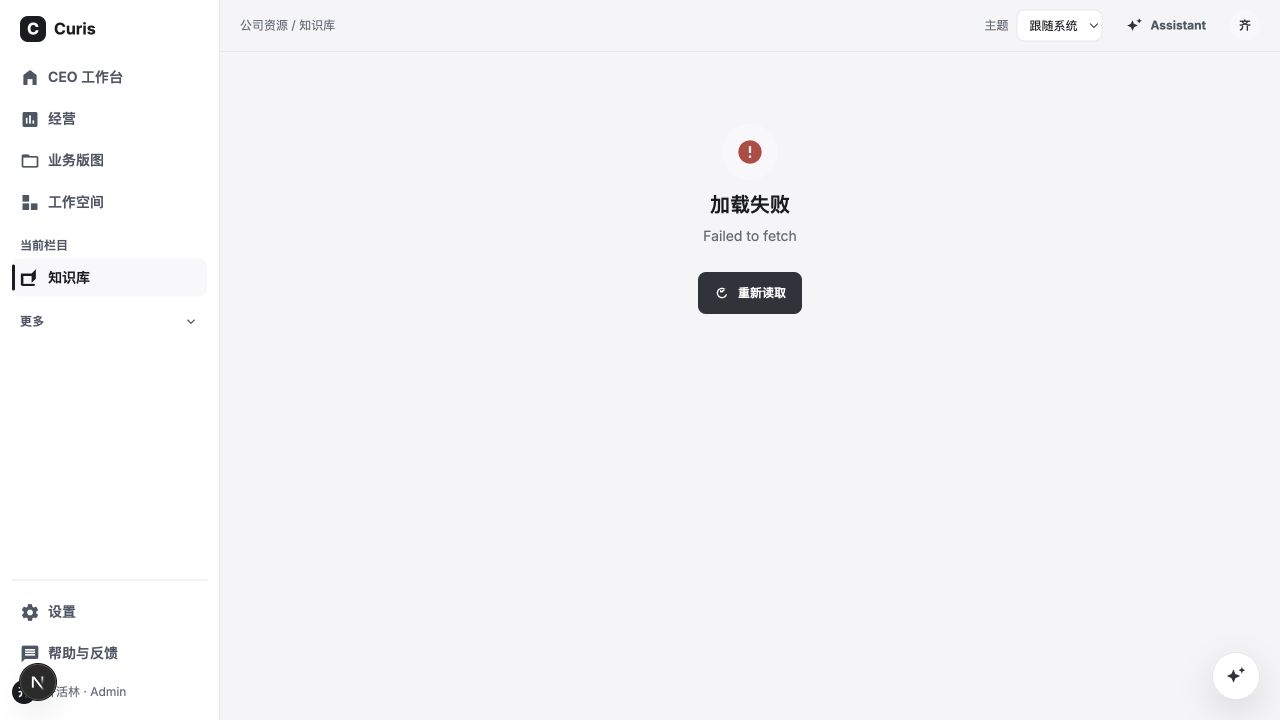 C Curis
CEO 工作台
经营
业务版图
工作空间
当前栏目
知识库
更多
设置
帮助与反馈
N
活林 · Admin
公司资源 / 知识库
主题
跟随系统
Assistant
齐
加载失败
Failed to fetch
重新读取